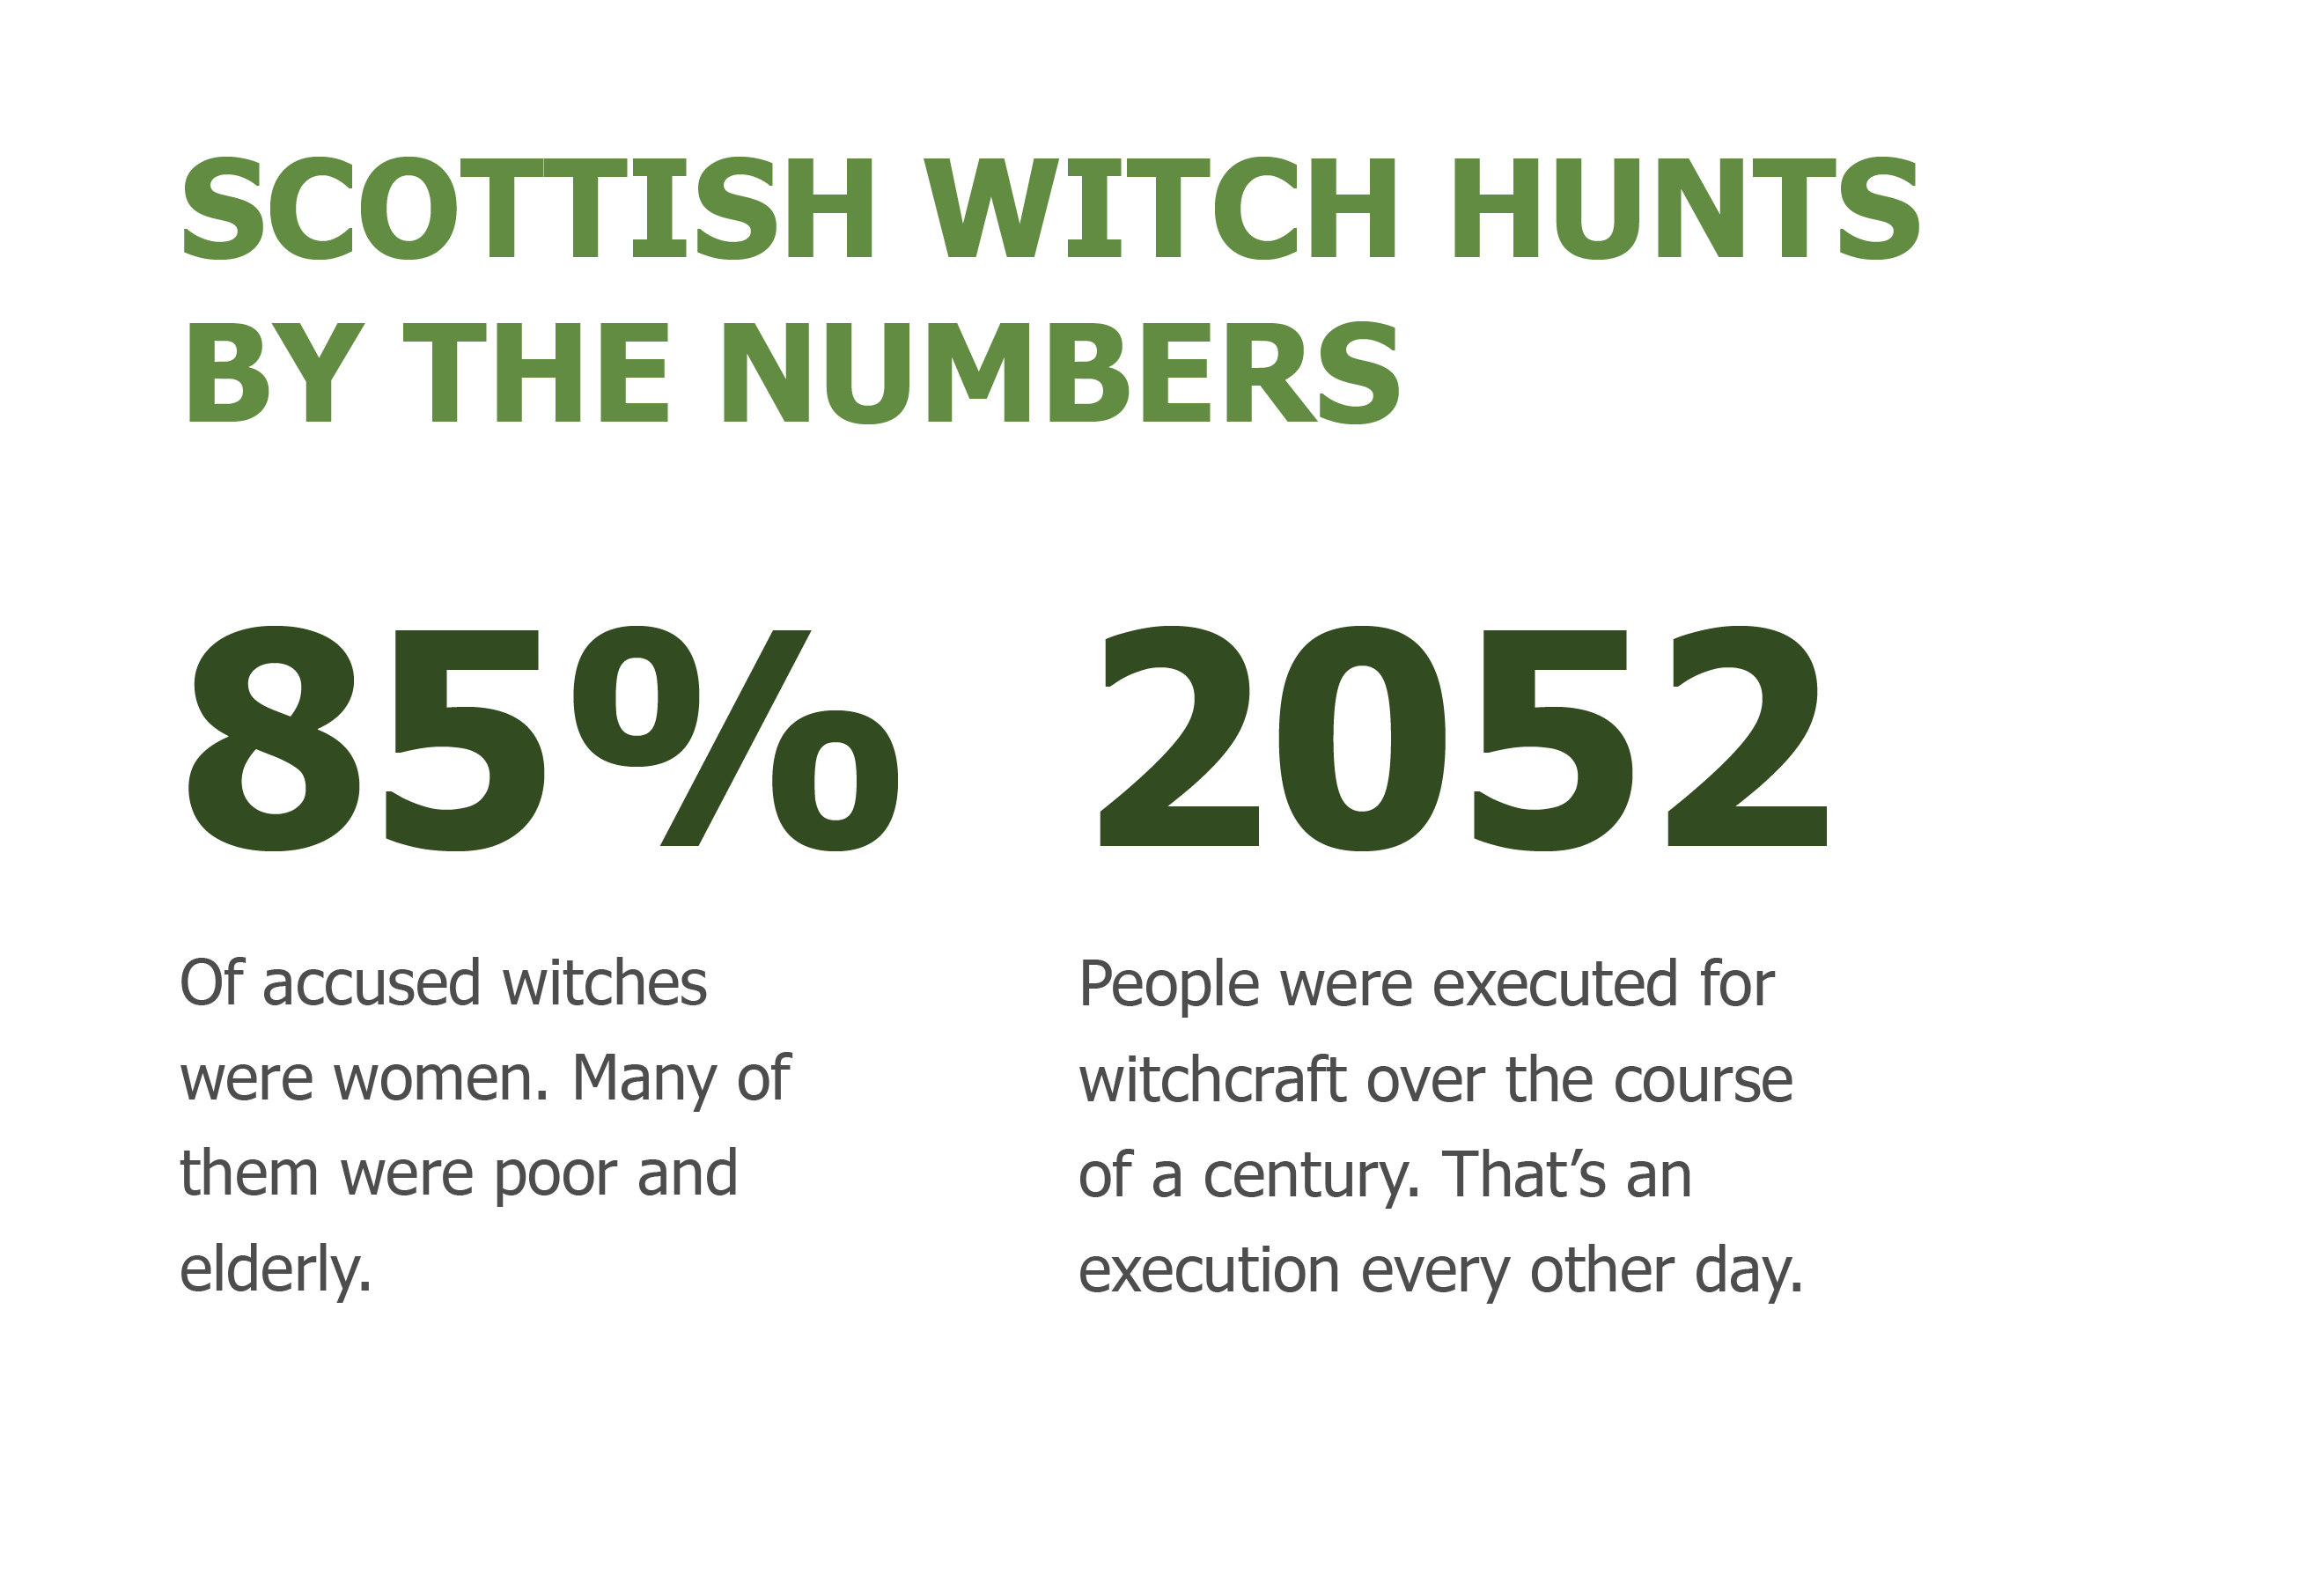 SCOTTISH WITCH HUNTS
BY THE NUMBERS
85%
Of accused witches
were women. Many of
them were poor and
elderly.
2052
People were executed for
witchcraft over the course
of a century. That’s an
execution every other day.